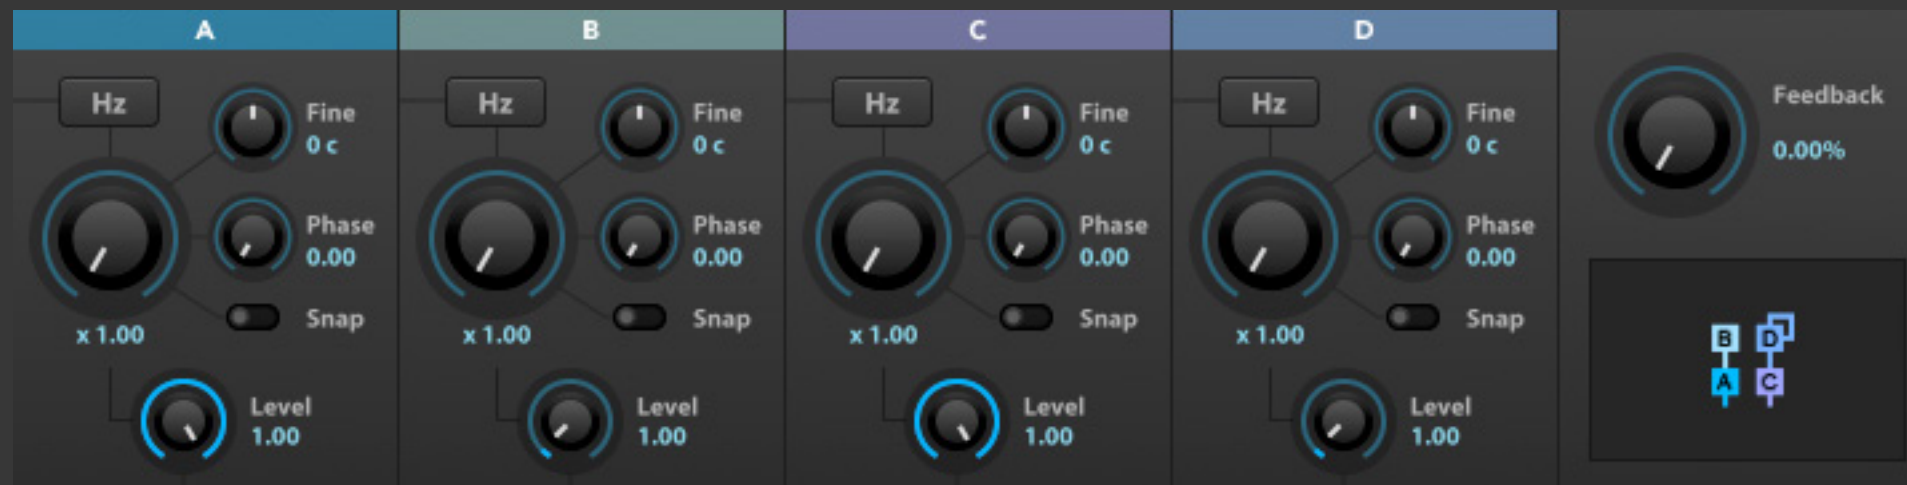 A
B
C
D
Hz
Fine
0 c
Phase
0.00
Snap
x 1.00
Level
1.00
Hz
Fine
0 c
Phase
0.00
Snap
x 1.00
Level
1.00
Hz
Fine
0 c
Phase
0.00
Snap
x 1.00
Level
1.00
Hz
Fine
0 c
Phase
0.00
Snap
x 1.00
Level
1.00
Feedback
0.00%
B D
A C